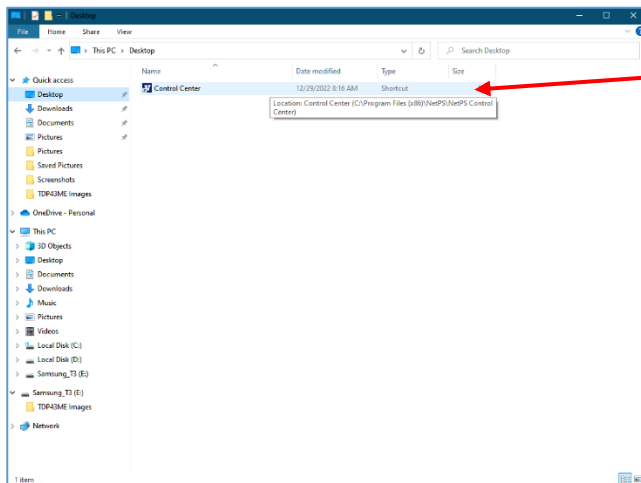 Desktop
File Home Share View
This PC > Desktop
Search Desktop
Name Date modified Type Size
Control Center 12/29/2022 8:16 AM Shortcut
Location: Control Center (C:\Program Files (x86)\NetPS\NetPS Control
Center)
Quick access
Desktop
Downloads
Documents
Pictures
Pictures
Saved Pictures
Screenshots
TDP43ME Images
OneDrive - Personal
This PC
3D Objects
Desktop
Documents
Downloads
Music
Pictures
Videos
Local Disk (C:)
Local Disk (D:)
Samsung_T3 (E:)
Samsung_T3 (E:)
TDP43ME Images
Network
1 item